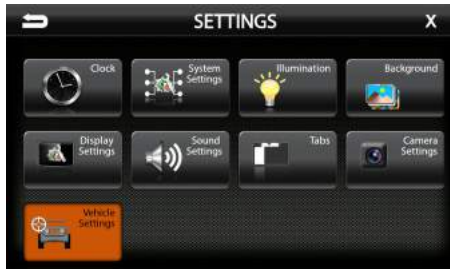 SETTINGS X
Clock
System
Settings
Illumination
Background
Display
Settings
Sound
Settings
Tabs
Camera
Settings
Vehicle
Settings